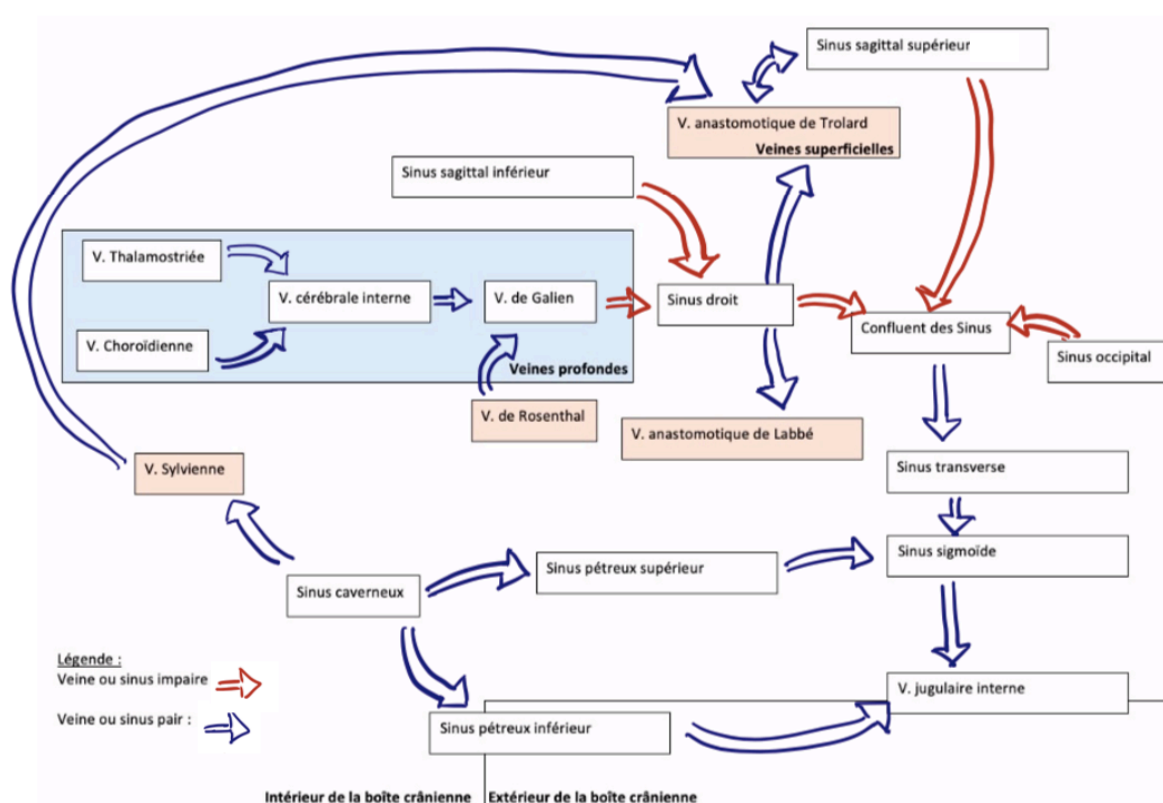 Sinus sagittal supérieur
V. anastomotique de Trolard
Veines superficielles
Sinus sagittal inférieur
V. Thalamostriée
V. cérébrale interne
V. de Galien
Sinus droit
Confluent des Sinus
V. Choroïdienne
Veines profondes
Sinus occipital
V. de Rosenthal
V. anastomotique de Labbé
V. Sylvienne
Sinus transverse
Sinus sigmoïde
Sinus pétreux supérieur
Sinus caverneux
Légende :
Veine ou sinus impaire
Veine ou sinus pair :
V. jugulaire interne
Sinus pétreux inférieur
Intérieur de la boîte crânienne
Extérieur de la boîte crânienne